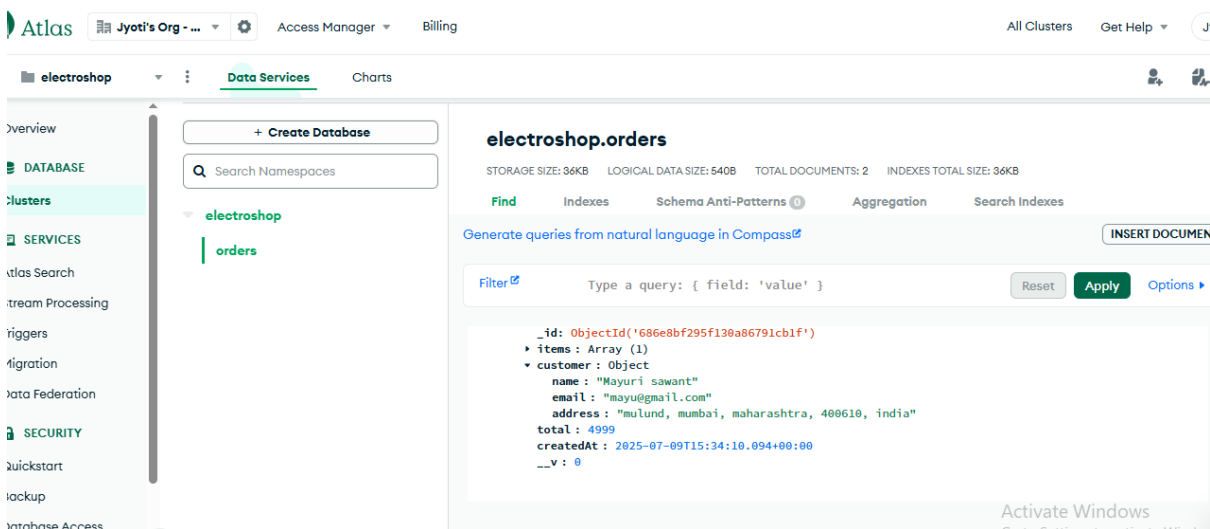 Atlas
Jyoti's Org - ...
Access Manager
Billing
All Clusters
Get Help
electroshop
Data Services
Charts
Overview
DATABASE
Clusters
SERVICES
Atlas Search
Stream Processing
Triggers
Migration
Data Federation
SECURITY
Quickstart
Backup
Database Access
+ Create Database
Search Namespaces
electroshop
orders
electroshop.orders
STORAGE SIZE: 36KB LOGICAL DATA SIZE: 540B TOTAL DOCUMENTS: 2 INDEXES TOTAL SIZE: 36KB
Find Indexes Schema Anti-Patterns 0 Aggregation Search Indexes
Generate queries from natural language in Compass
INSERT DOCUMEN
Filter
Type a query: { field: 'value' }
Reset
Apply
Options
_id: ObjectId('686e8bf295f130a86791cb1f')
items : Array (1)
customer : Object
name : "Mayuri sawant"
email : "mayu@gmail.com"
address : "mulund, mumbai, maharashtra, 400610, india"
total : 4999
createdAt : 2025-07-09T15:34:10.094+00:00
__v : 0
Activate Windows